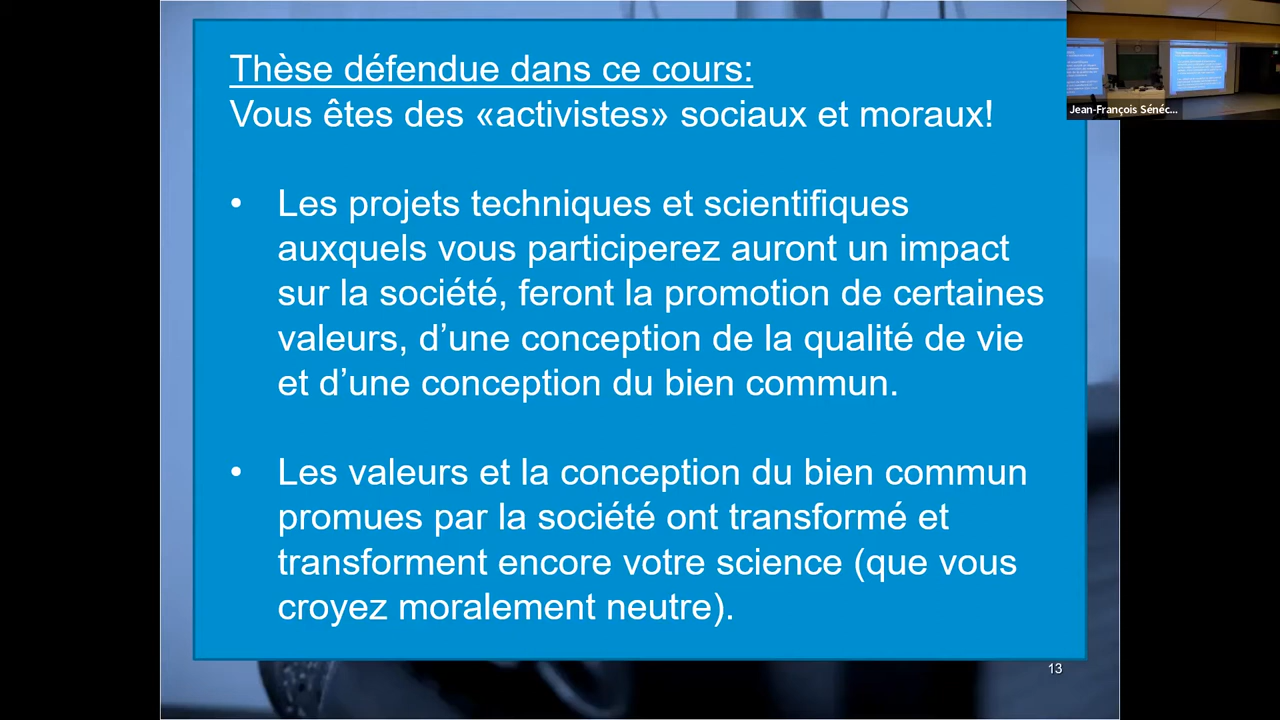 Thèse défendue dans ce cours:
Vous êtes des «activistes» sociaux et moraux!
• Les projets techniques et scientifiques
auxquels vous participerez auront un impact
sur la société, feront la promotion de certaines
valeurs, d’une conception de la qualité de vie
et d’une conception du bien commun.
• Les valeurs et la conception du bien commun
promues par la société ont transformé et
transforment encore votre science (que vous
croyez moralement neutre).
13
Jean-François Sénéc...